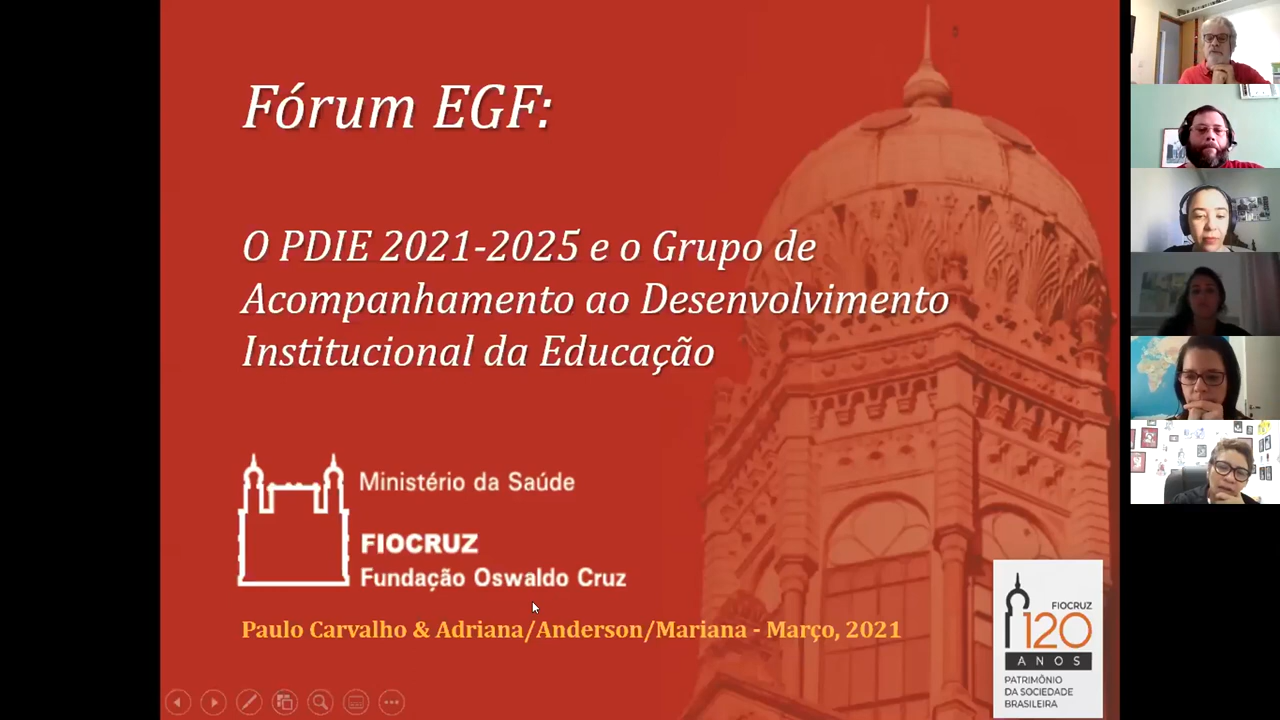 Fórum EGF:
O PDIE 2021-2025 e o Grupo de
Acompanhamento ao Desenvolvimento
Institucional da Educação
Ministério da Saúde
FIOCRUZ
Fundação Oswaldo Cruz
Paulo Carvalho & Adriana/Anderson/Mariana - Março, 2021
FIOCRUZ
120
ANOS
PATRIMÔNIO
DA SOCIEDADE
BRASILEIRA